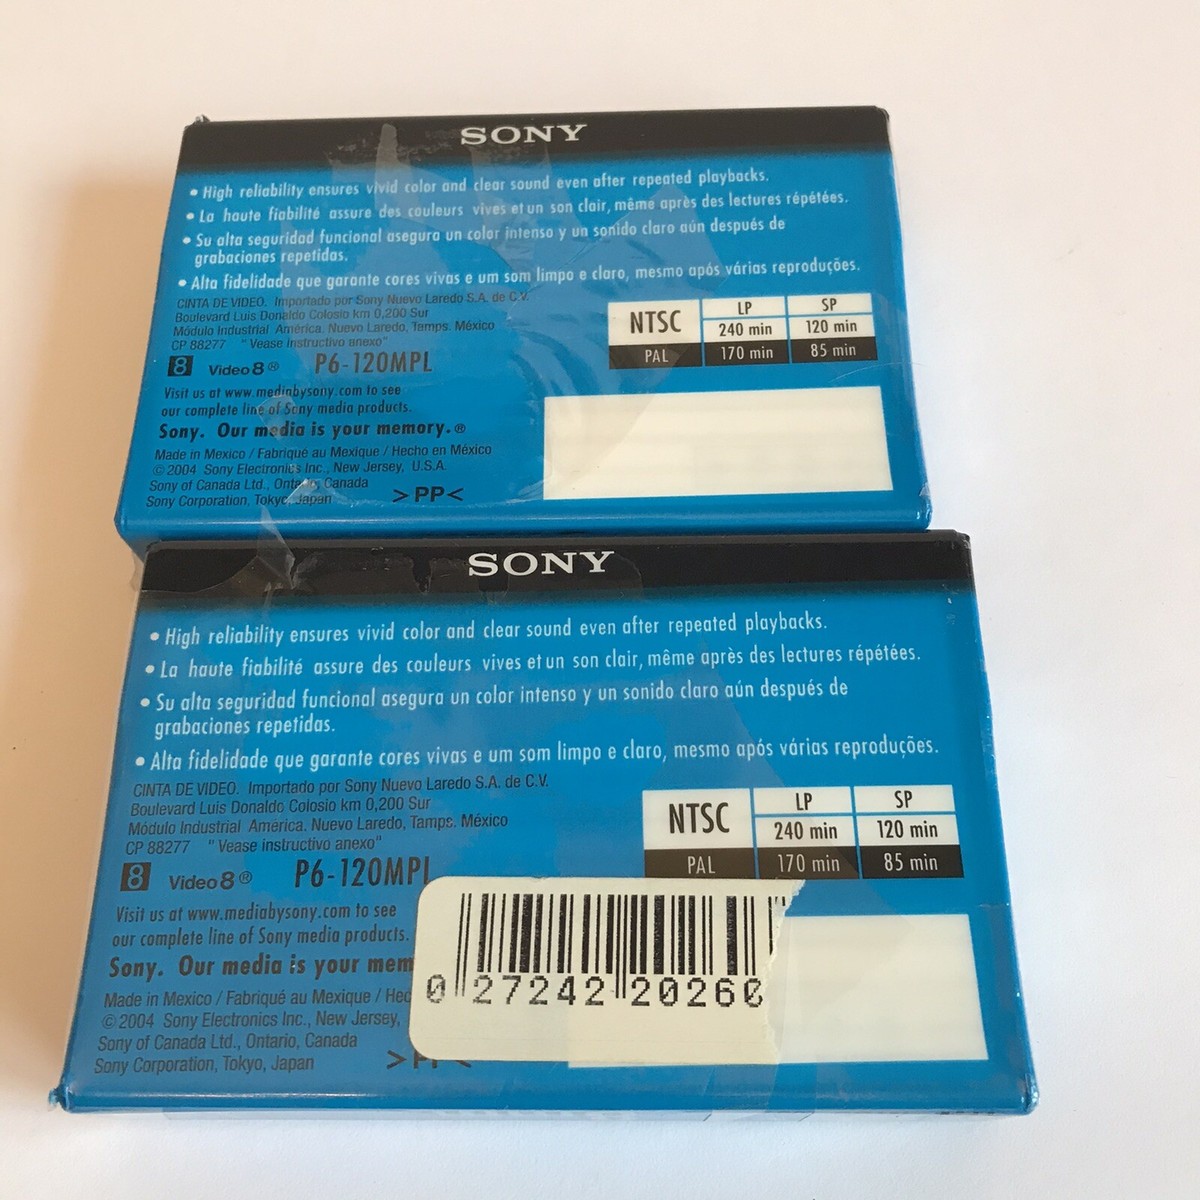 SONY
• High reliability ensures vivid color and clear sound even after repeated playbacks.
• La haute fiabilité assure des couleurs vives et un son clair, même après des lectures répétées.
• Su alta seguridad funcional asegura un color intenso y un sonido claro aún después de
grabaciones repetidas.
• Alta fidelidade que garante cores vivas e um som limpo e claro, mesmo após várias reproduções.
CINTA DE VIDEO. Importado por Sony Nuevo Laredo S.A. de C.V.
Boulevard Luis Donaldo Colosio km 0,200 Sur
Módulo Industrial América. Nuevo Laredo, Tamps. México
CP 88277 "Vease instructivo anexo"
8 Video8® P6-120MPL
NTSC LP SP
240 min 120 min
PAL 170 min 85 min
Visit us at www.mediabysony.com to see
our complete line of Sony media products.
Sony. Our media is your memory.®
Made in Mexico / Fabriqué au Mexique / Hecho en México
© 2004 Sony Electronics Inc., New Jersey, U.S.A.
Sony of Canada Ltd., Ontario, Canada
Sony Corporation, Tokyo, Japan >PP<
SONY
• High reliability ensures vivid color and clear sound even after repeated playbacks.
• La haute fiabilité assure des couleurs vives et un son clair, même après des lectures répétées.
• Su alta seguridad funcional asegura un color intenso y un sonido claro aún después de
grabaciones repetidas.
• Alta fidelidade que garante cores vivas e um som limpo e claro, mesmo após várias reproduções.
CINTA DE VIDEO. Importado por Sony Nuevo Laredo S.A. de C.V.
Boulevard Luis Donaldo Colosio km 0,200 Sur
Módulo Industrial América. Nuevo Laredo, Tamps. México
CP 88277 "Vease instructivo anexo"
8 Video8® P6-120MPL
NTSC LP SP
240 min 120 min
PAL 170 min 85 min
Visit us at www.mediabysony.com to see
our complete line of Sony media products.
Sony. Our media is your mem
Made in Mexico / Fabriqué au Mexique / Hec
© 2004 Sony Electronics Inc., New Jersey,
Sony of Canada Ltd., Ontario, Canada
Sony Corporation, Tokyo, Japan >PP<
0 27242 20260